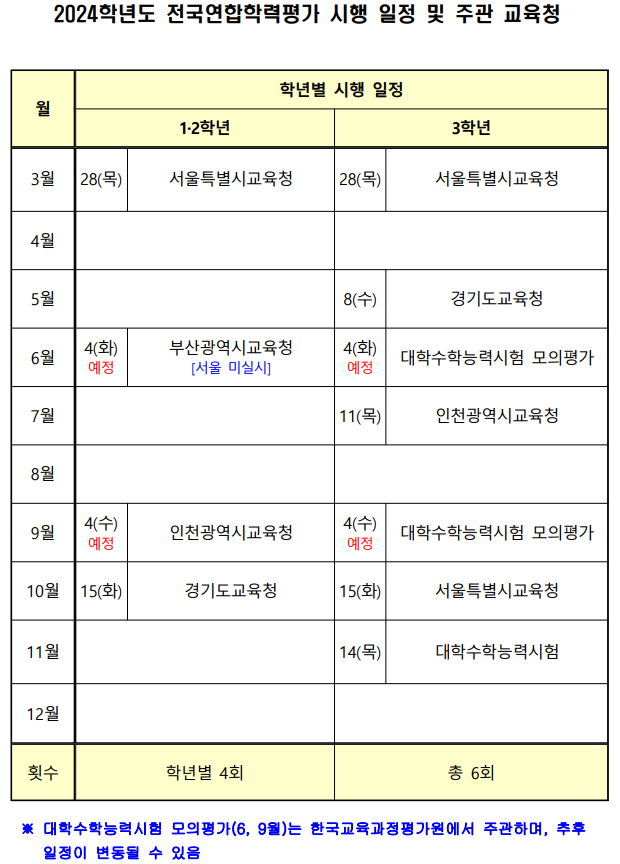 2024학년도 전국연합학력평가 시행 일정 및 주관 교육청
월
학년별 시행 일정
1·2학년
3학년
3월
28(목)
서울특별시교육청
28(목)
서울특별시교육청
4월
5월
8(수)
경기도교육청
6월
4(화)
예정
부산광역시교육청
[서울 미실시]
4(화)
예정
대학수학능력시험 모의평가
7월
11(목)
인천광역시교육청
8월
9월
4(수)
예정
인천광역시교육청
4(수)
예정
대학수학능력시험 모의평가
10월
15(화)
경기도교육청
15(화)
서울특별시교육청
11월
14(목)
대학수학능력시험
12월
횟수
학년별 4회
총 6회
※ 대학수학능력시험 모의평가(6, 9월)는 한국교육과정평가원에서 주관하며, 추후
일정이 변동될 수 있음